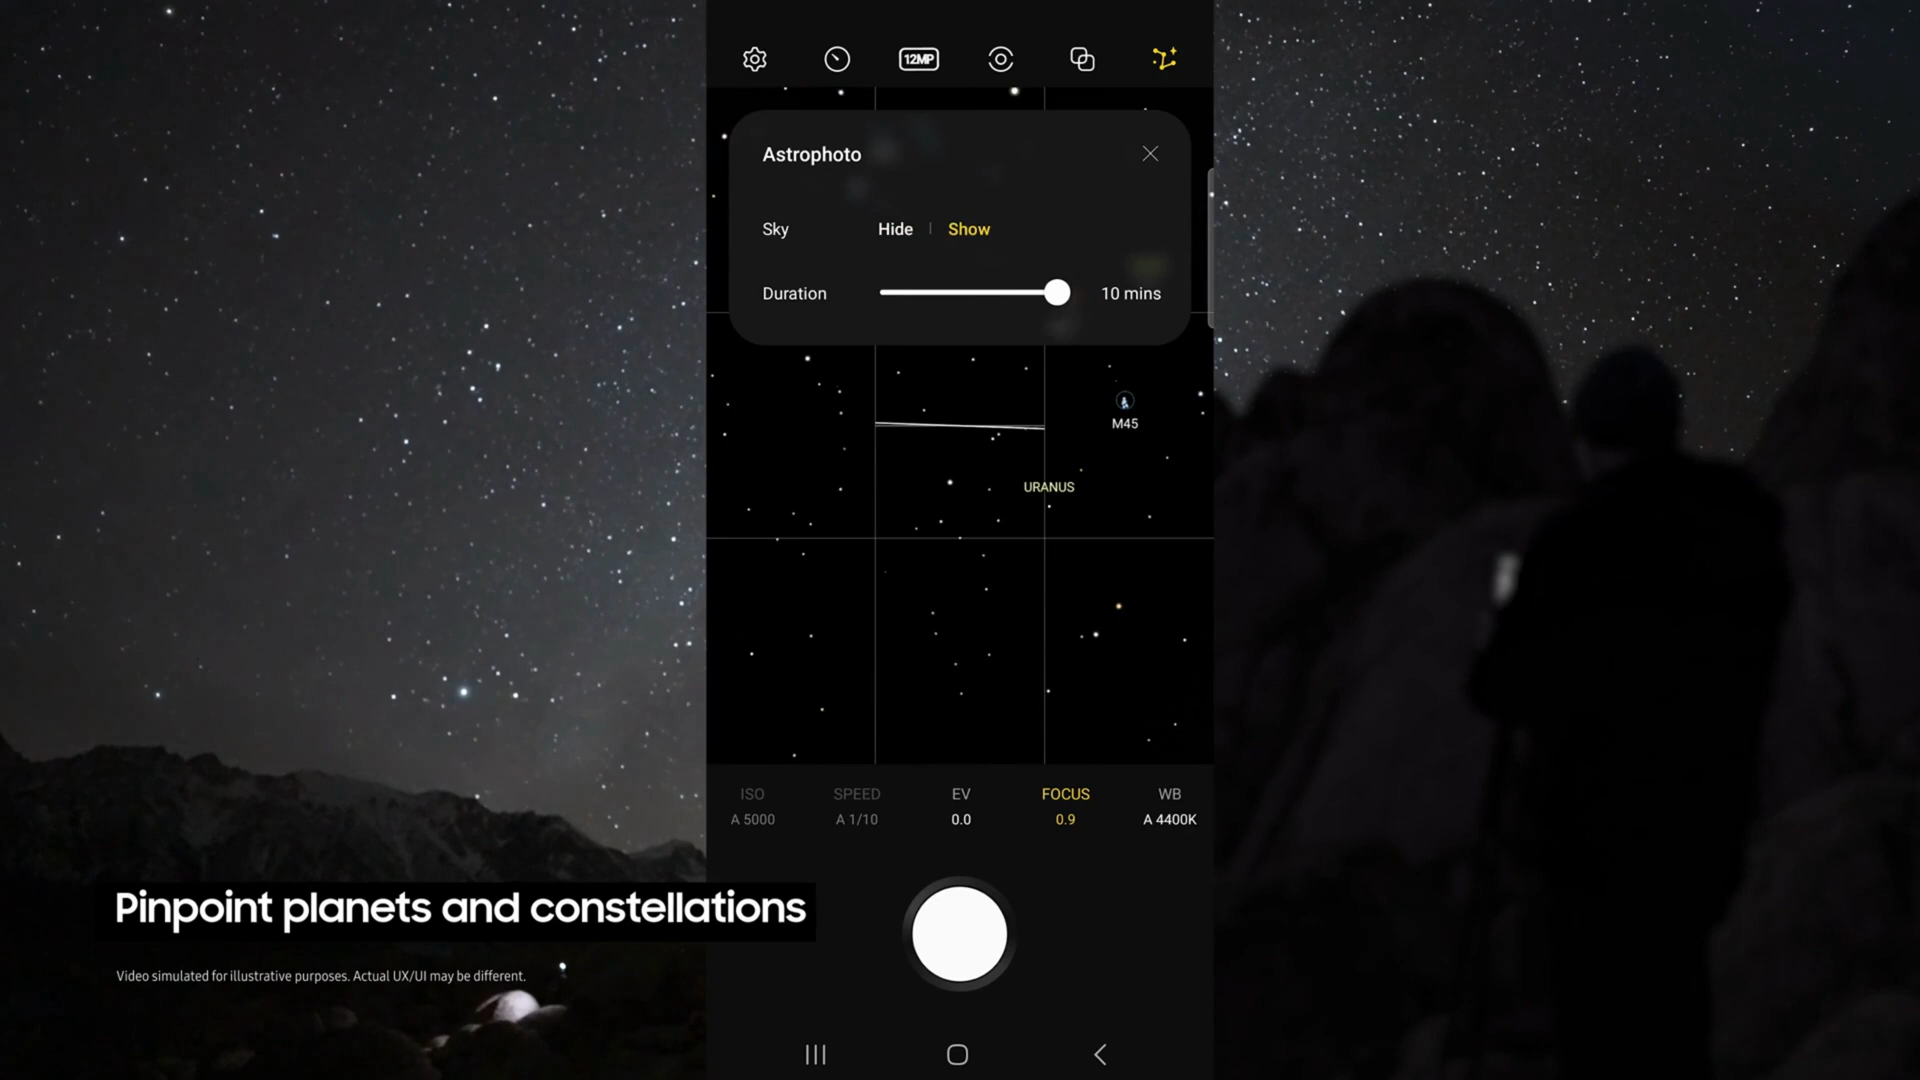 12MP
Astrophoto
Sky Hide Show
Duration 10 mins
M45
URANUS
ISO SPEED EV FOCUS WB
A 5000 A 1/10 0.0 0.9 A 4400K
Pinpoint planets and constellations
Video simulated for illustrative purposes. Actual UX/UI may be different.